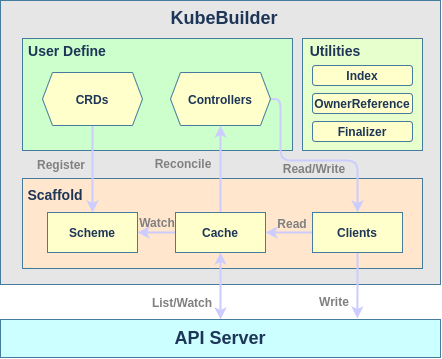 KubeBuilder
User Define
Utilities
CRDs
Controllers
Index
OwnerReference
Finalizer
Register
Reconcile
Read/Write
Scaffold
Scheme
Watch
Cache
Read
Clients
List/Watch
Write
API Server